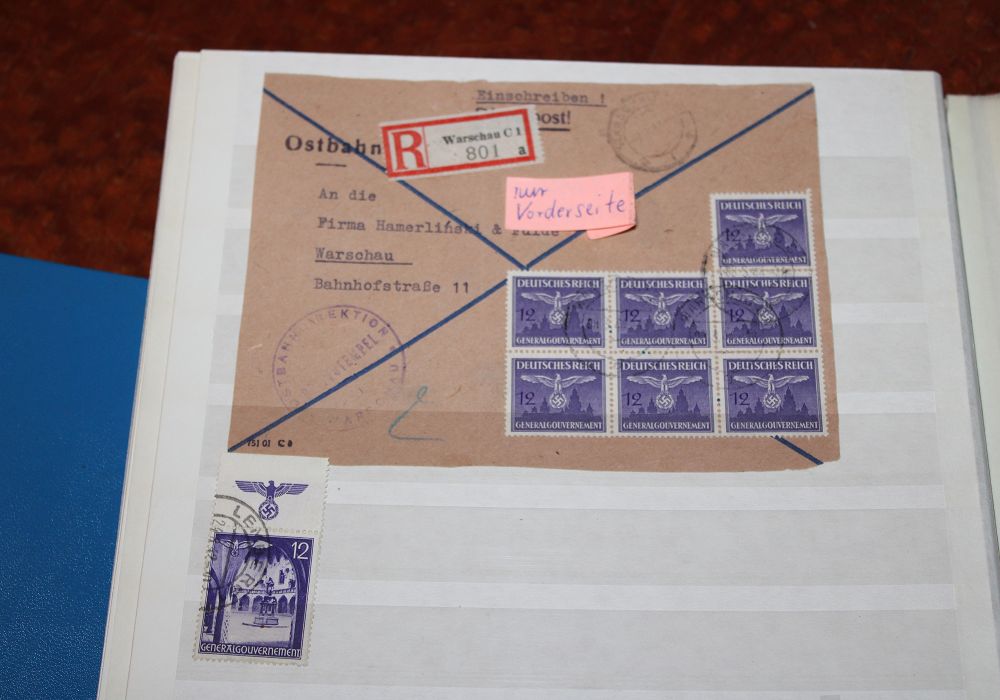 Einschreiben !
Ostbahn
R
Warschau C 1
801 a
nur
Vorderseite
An die
Firma Hamerliński &
Warschau
Bahnhofstraße 11
DEUTSCHES REICH
12
GENERALGOUVERNEMENT
DEUTSCHES REICH
12
GENERALGOUVERNEMENT
DEUTSCHES REICH
12
GENERALGOUVERNEMENT
DEUTSCHES REICH
12
GENERALGOUVERNEMENT
DEUTSCHES REICH
12
GENERALGOUVERNEMENT
DEUTSCHES REICH
12
GENERALGOUVERNEMENT
DEUTSCHES REICH
12
GENERALGOUVERNEMENT
12
GENERALGOUVERNEMENT